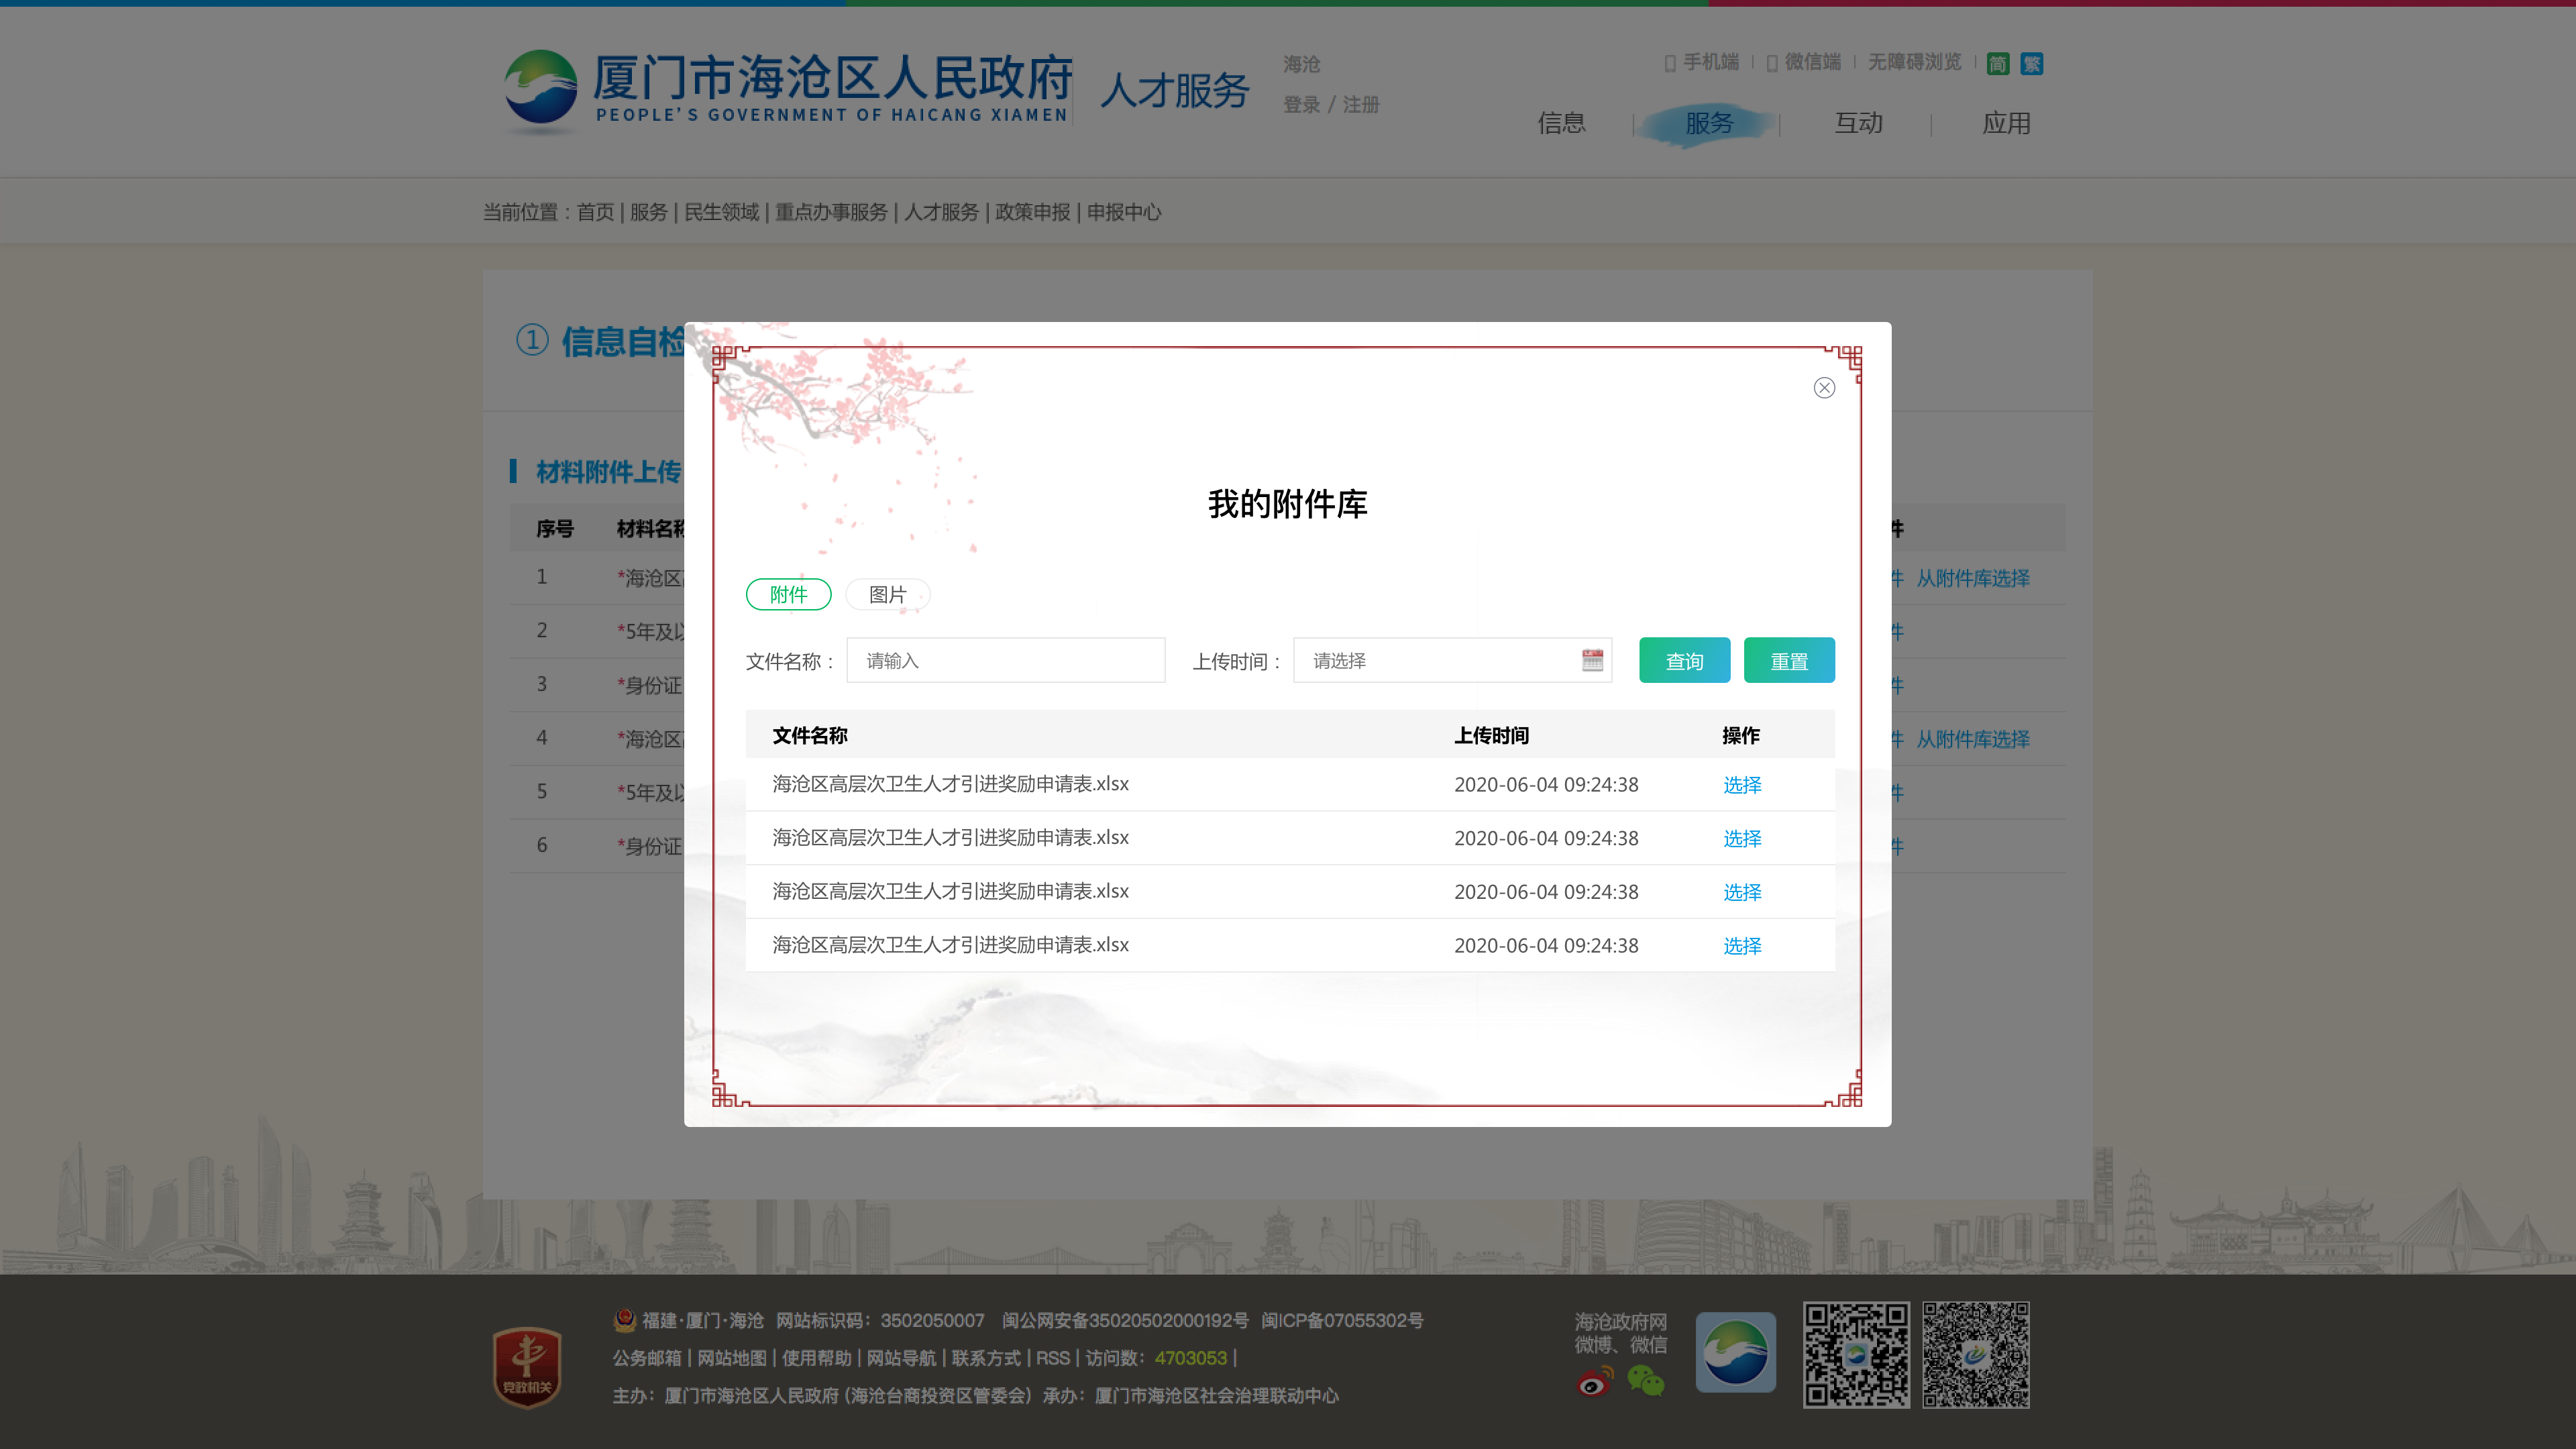 厦门市海沧区人民政府
PEOPLE'S GOVERNMENT OF HAICANG XIAMEN
人才服务
海沧
登录 / 注册
手机端 | 微信端 | 无障碍浏览 | 简 繁
信息 | 服务 | 互动 | 应用
当前位置：首页 | 服务 | 民生领域 | 重点办事服务 | 人才服务 | 政策申报 | 申报中心
① 信息自检
材料附件上传
序号 材料名称 件
1 *海沧区 件 从附件库选择
2 *5年及以 件
3 *身份证 件
4 *海沧区 件 从附件库选择
5 *5年及以 件
6 *身份证 件
我的附件库
附件 图片
文件名称： 请输入 上传时间： 请选择 查询 重置
文件名称 上传时间 操作
海沧区高层次卫生人才引进奖励申请表.xlsx 2020-06-04 09:24:38 选择
海沧区高层次卫生人才引进奖励申请表.xlsx 2020-06-04 09:24:38 选择
海沧区高层次卫生人才引进奖励申请表.xlsx 2020-06-04 09:24:38 选择
海沧区高层次卫生人才引进奖励申请表.xlsx 2020-06-04 09:24:38 选择
党政机关
福建·厦门·海沧 网站标识码：3502050007 闽公网安备35020502000192号 闽ICP备07055302号
公务邮箱 | 网站地图 | 使用帮助 | 网站导航 | 联系方式 | RSS | 访问数：4703053 |
主办：厦门市海沧区人民政府 (海沧台商投资区管委会) 承办：厦门市海沧区社会治理联动中心
海沧政府网
微博、微信